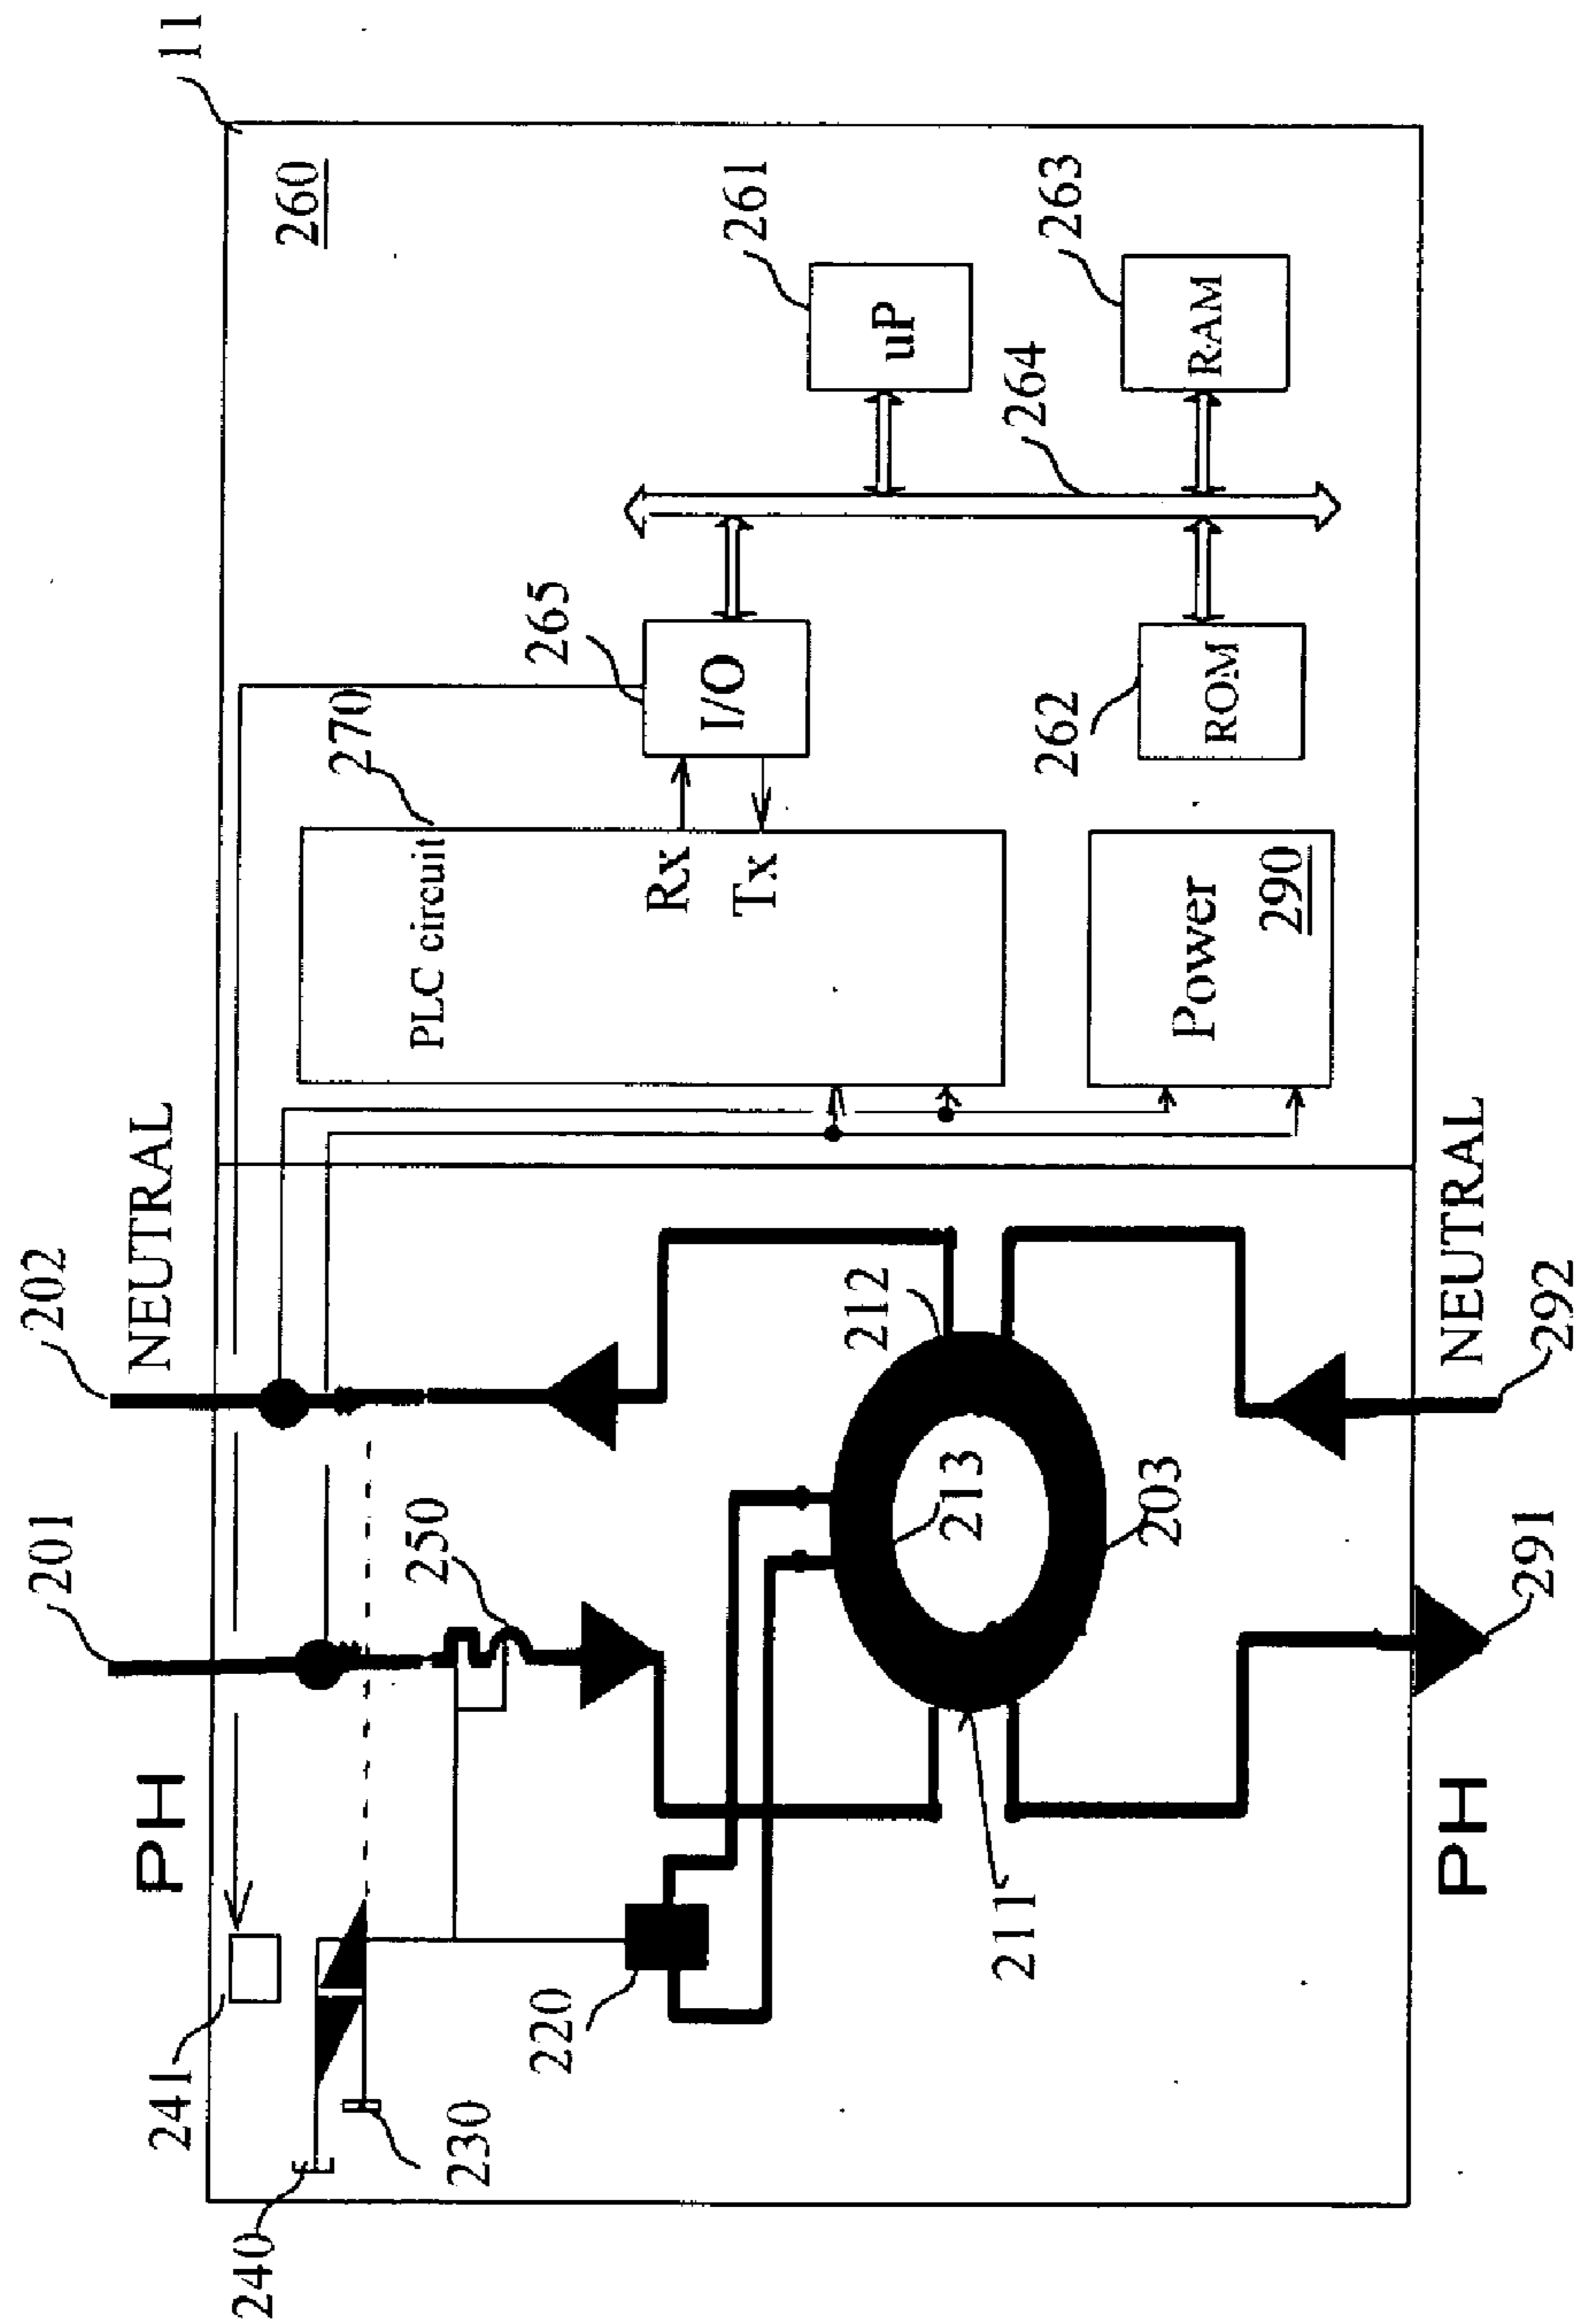 11
260
261
uP
263
RAM
264
265
I/O
262
ROM
270
PLC circuit
Rx
Tx
Power
290
NEUTRAL
202
NEUTRAL
292
212
213
203
201
250
291
PH
PH
211
220
241
230
240